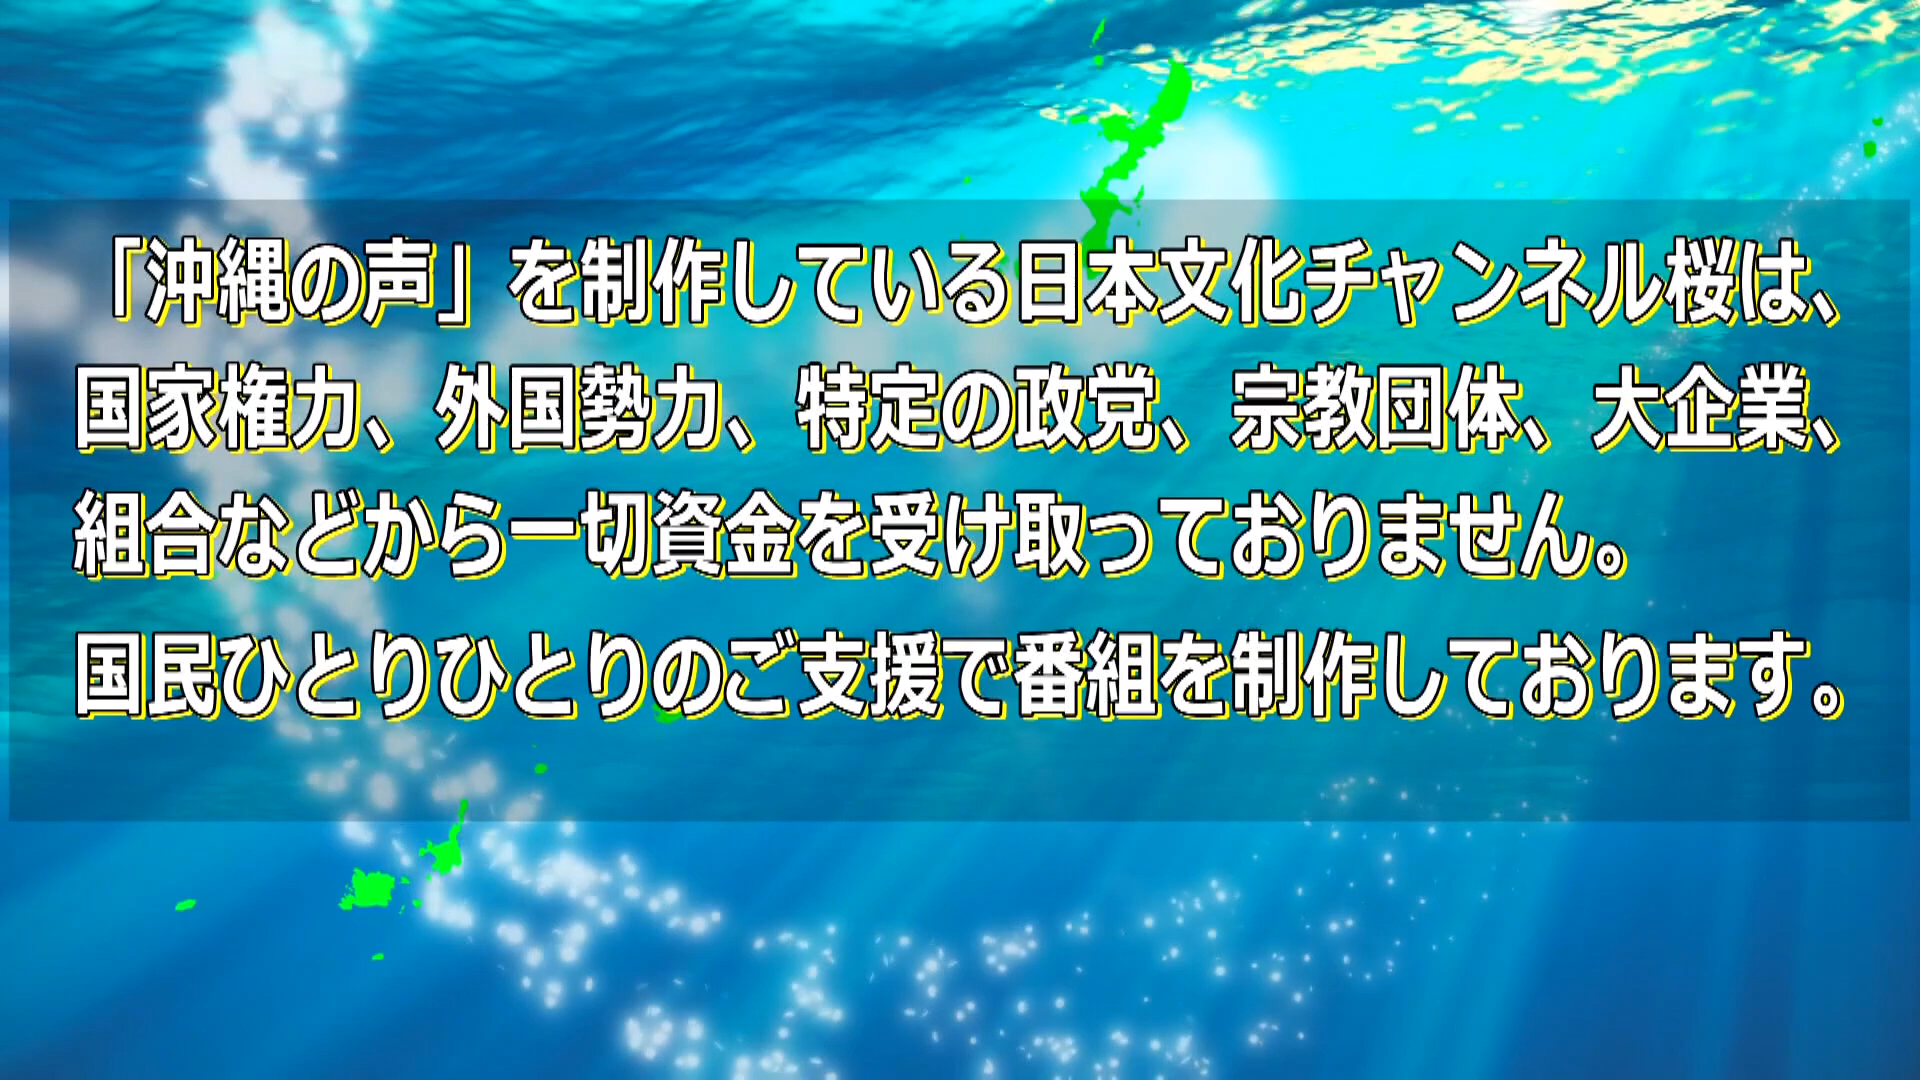 「沖縄の声」を制作している日本文化チャンネル桜は、
国家権力、外国勢力、特定の政党、宗教団体、大企業、
組合などから一切資金を受け取っておりません。
国民ひとりひとりのご支援で番組を制作しております。